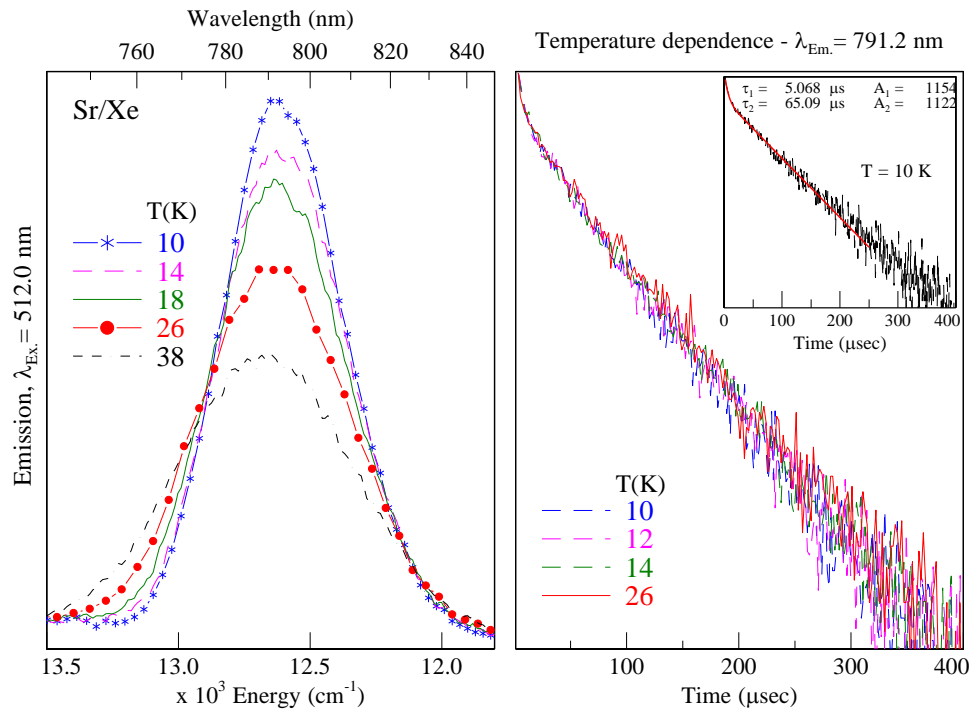 Wavelength (nm)
760 780 800 820 840
Sr/Xe
T(K)
10
14
18
26
38
Emission, λEx.= 512.0 nm
13.5 13.0 12.5 12.0
x 10³ Energy (cm⁻¹)
Temperature dependence - λEm.= 791.2 nm
τ₁ = 5.068 μs A₁ = 1154
τ₂ = 65.09 μs A₂ = 1122
T = 10 K
0 100 200 300 400
Time (μsec)
T(K)
10
12
14
26
100 200 300 400
Time (μsec)